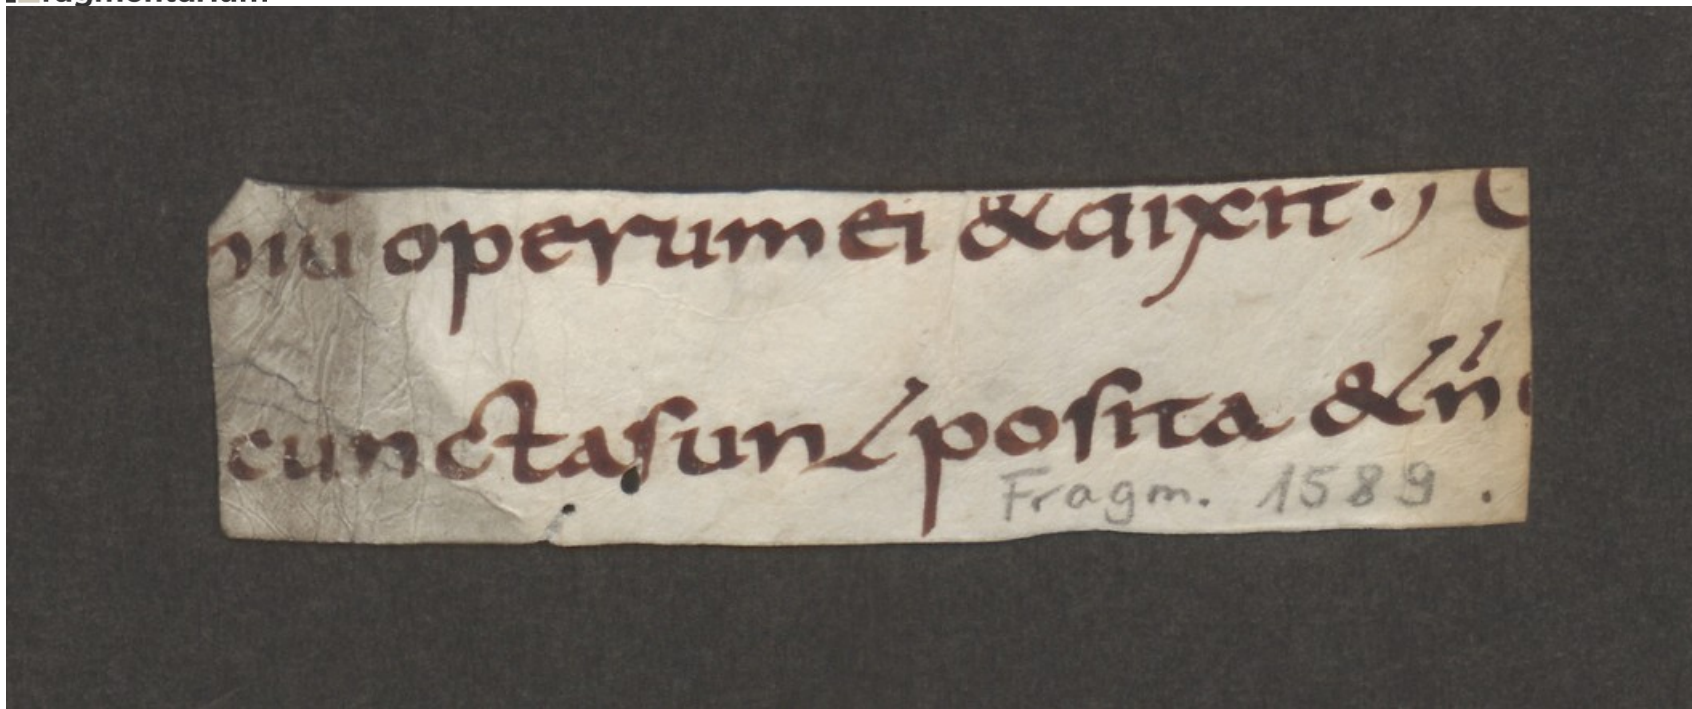 operum ei & dixit ·,
cuncta sunt posita & n̄
Fragm. 1589.